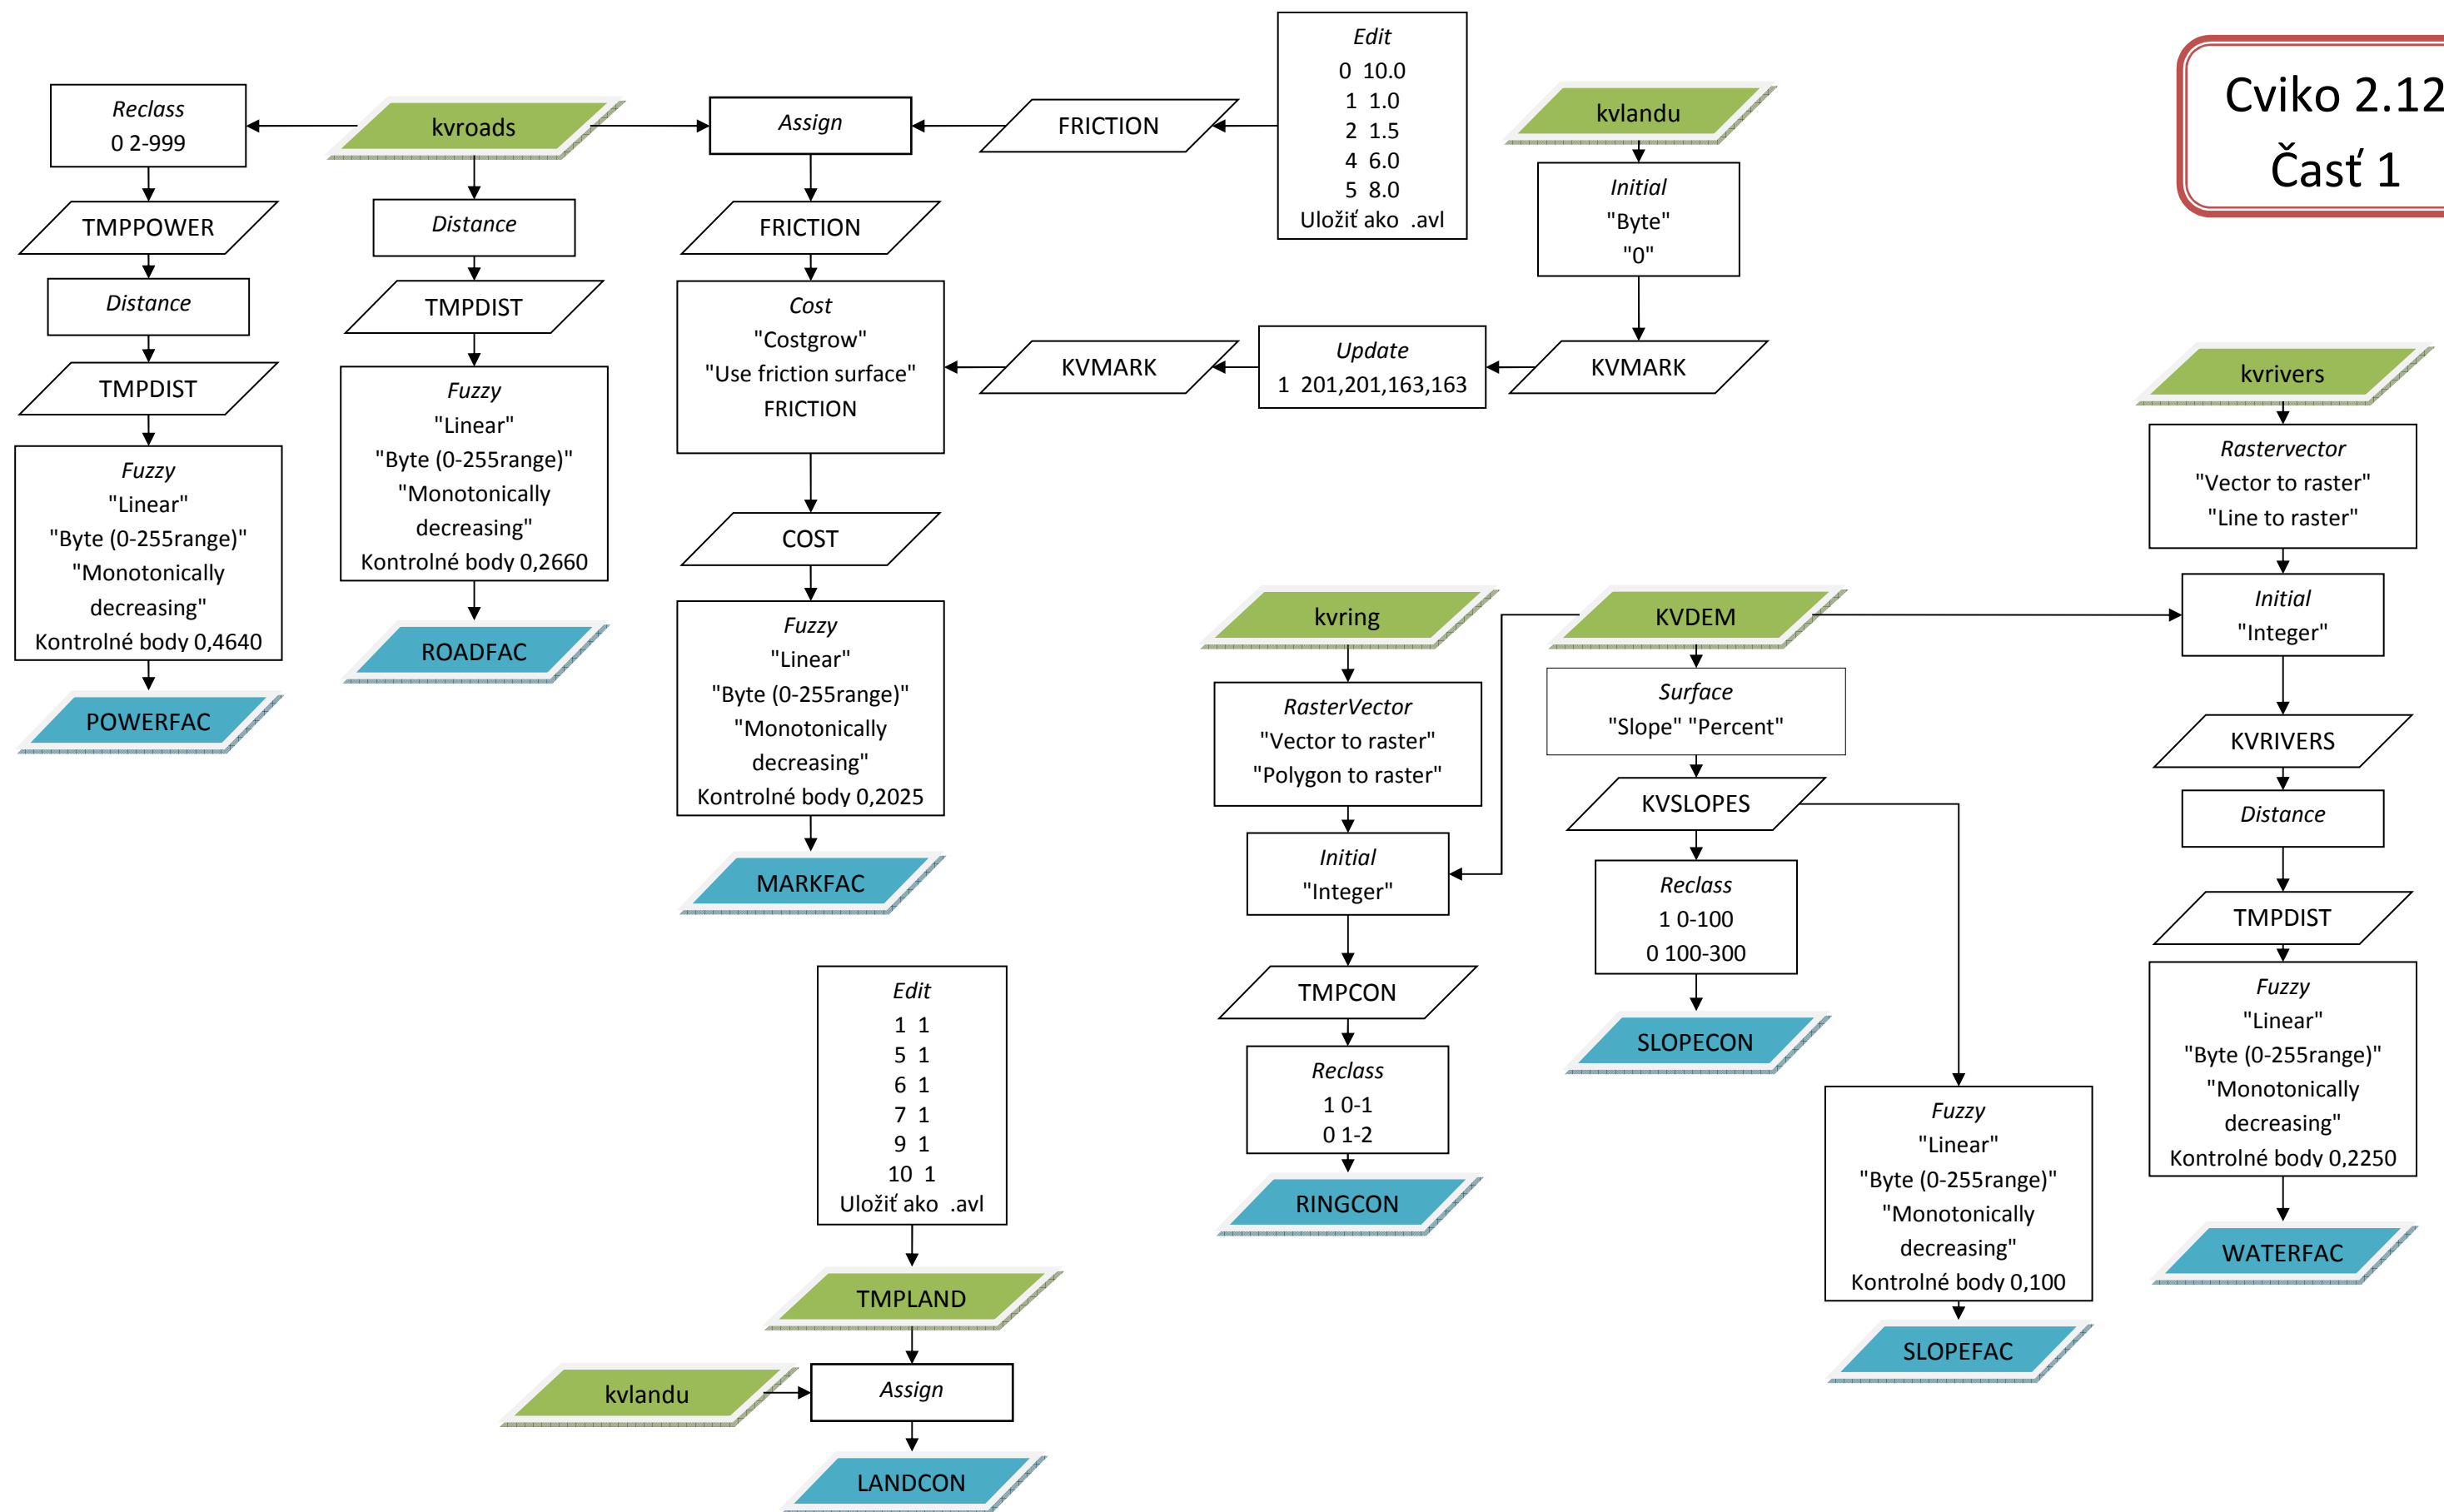 Cviko 2.12
Časť 1
Reclass
0 2-999
TMPPOWER
Distance
TMPDIST
Fuzzy
"Linear"
"Byte (0-255range)"
"Monotonically
decreasing"
Kontrolné body 0,4640
POWERFAC
kvroads
Distance
TMPDIST
Fuzzy
"Linear"
"Byte (0-255range)"
"Monotonically
decreasing"
Kontrolné body 0,2660
ROADFAC
Assign
FRICTION
Cost
"Costgrow"
"Use friction surface"
FRICTION
COST
Fuzzy
"Linear"
"Byte (0-255range)"
"Monotonically
decreasing"
Kontrolné body 0,2025
MARKFAC
FRICTION
Edit
0 10.0
1 1.0
2 1.5
4 6.0
5 8.0
Uložiť ako .avl
kvlandu
Initial
"Byte"
"0"
KVMARK
Update
1 201,201,163,163
KVMARK
kvring
RasterVector
"Vector to raster"
"Polygon to raster"
Initial
"Integer"
TMPCON
Reclass
1 0-1
0 1-2
RINGCON
KVDEM
Surface
"Slope" "Percent"
KVSLOPES
Reclass
1 0-100
0 100-300
SLOPECON
Fuzzy
"Linear"
"Byte (0-255range)"
"Monotonically
decreasing"
Kontrolné body 0,100
SLOPEFAC
kvrivers
Rastervector
"Vector to raster"
"Line to raster"
Initial
"Integer"
KVRIVERS
Distance
TMPDIST
Fuzzy
"Linear"
"Byte (0-255range)"
"Monotonically
decreasing"
Kontrolné body 0,2250
WATERFAC
Edit
1 1
5 1
6 1
7 1
9 1
10 1
Uložiť ako .avl
TMPLAND
kvlandu
Assign
LANDCON